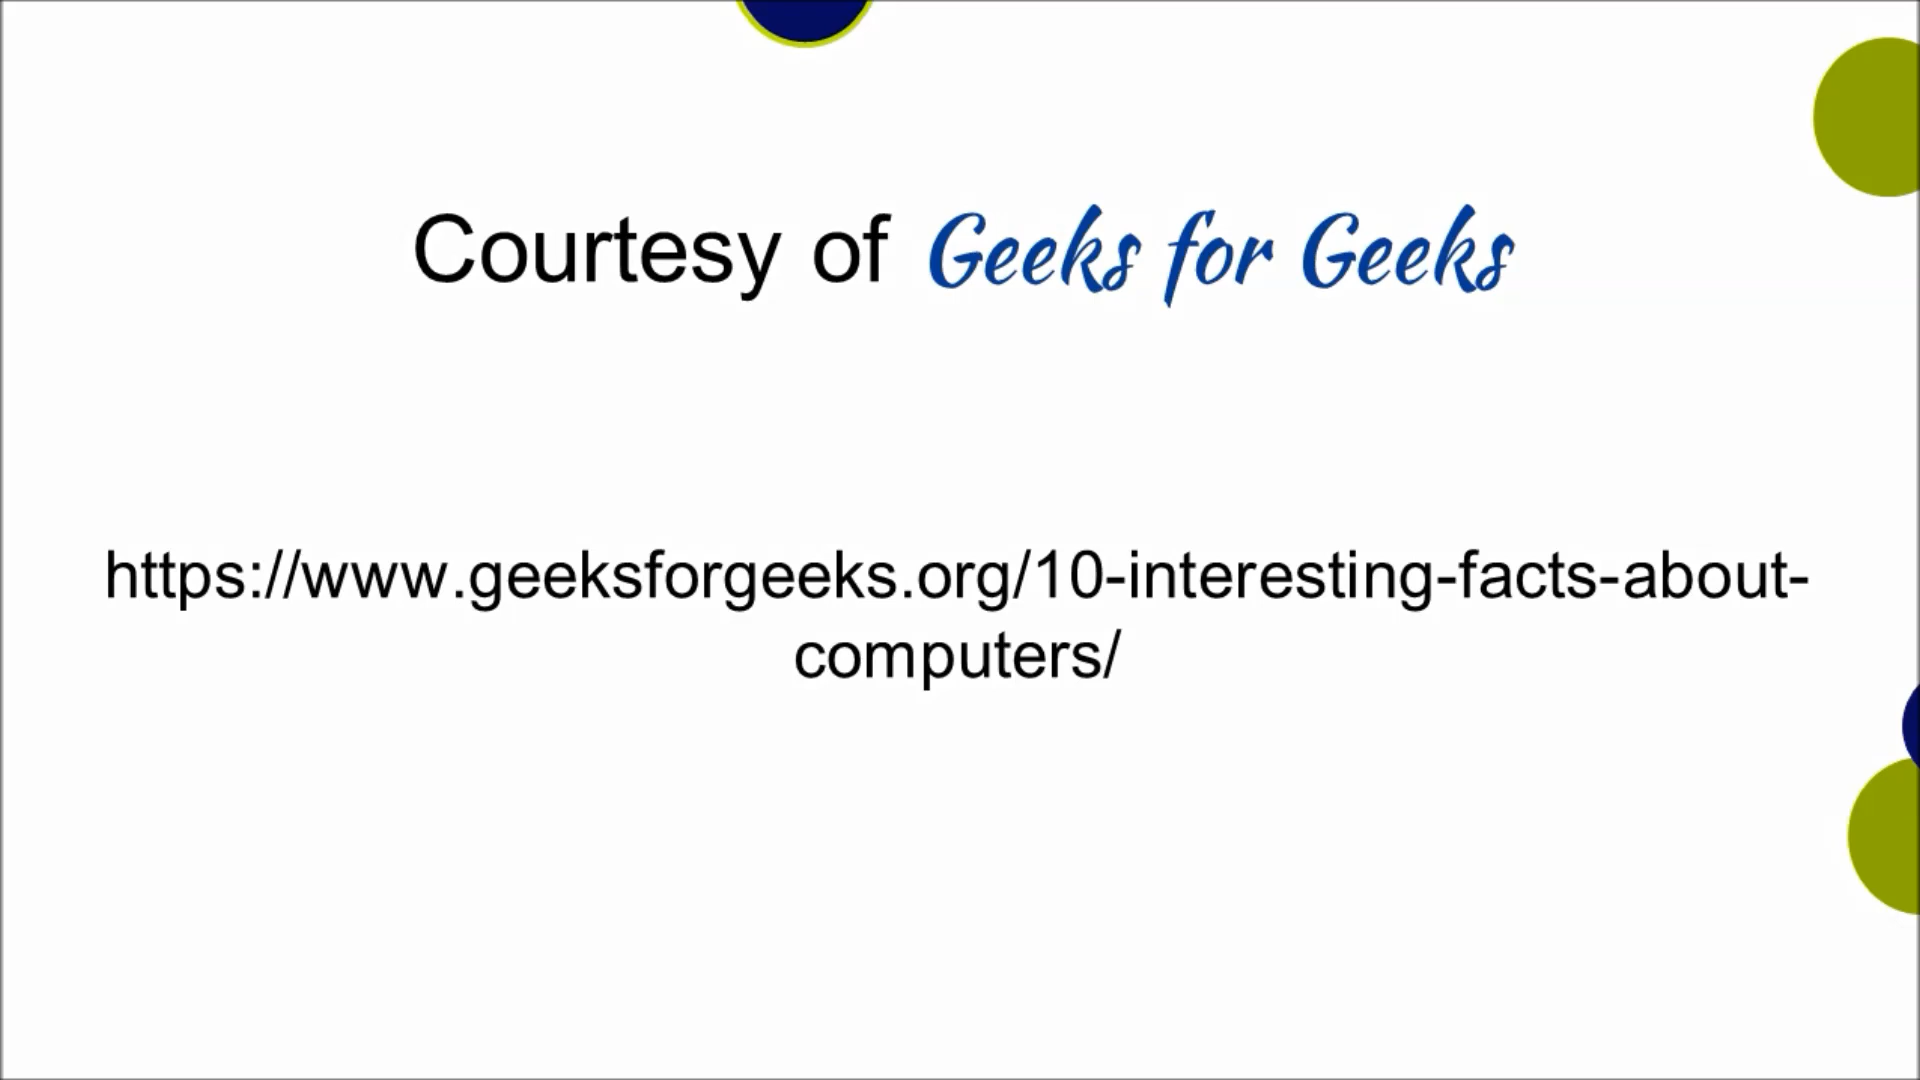 Courtesy of Geeks for Geeks
https://www.geeksforgeeks.org/10-interesting-facts-about-
computers/